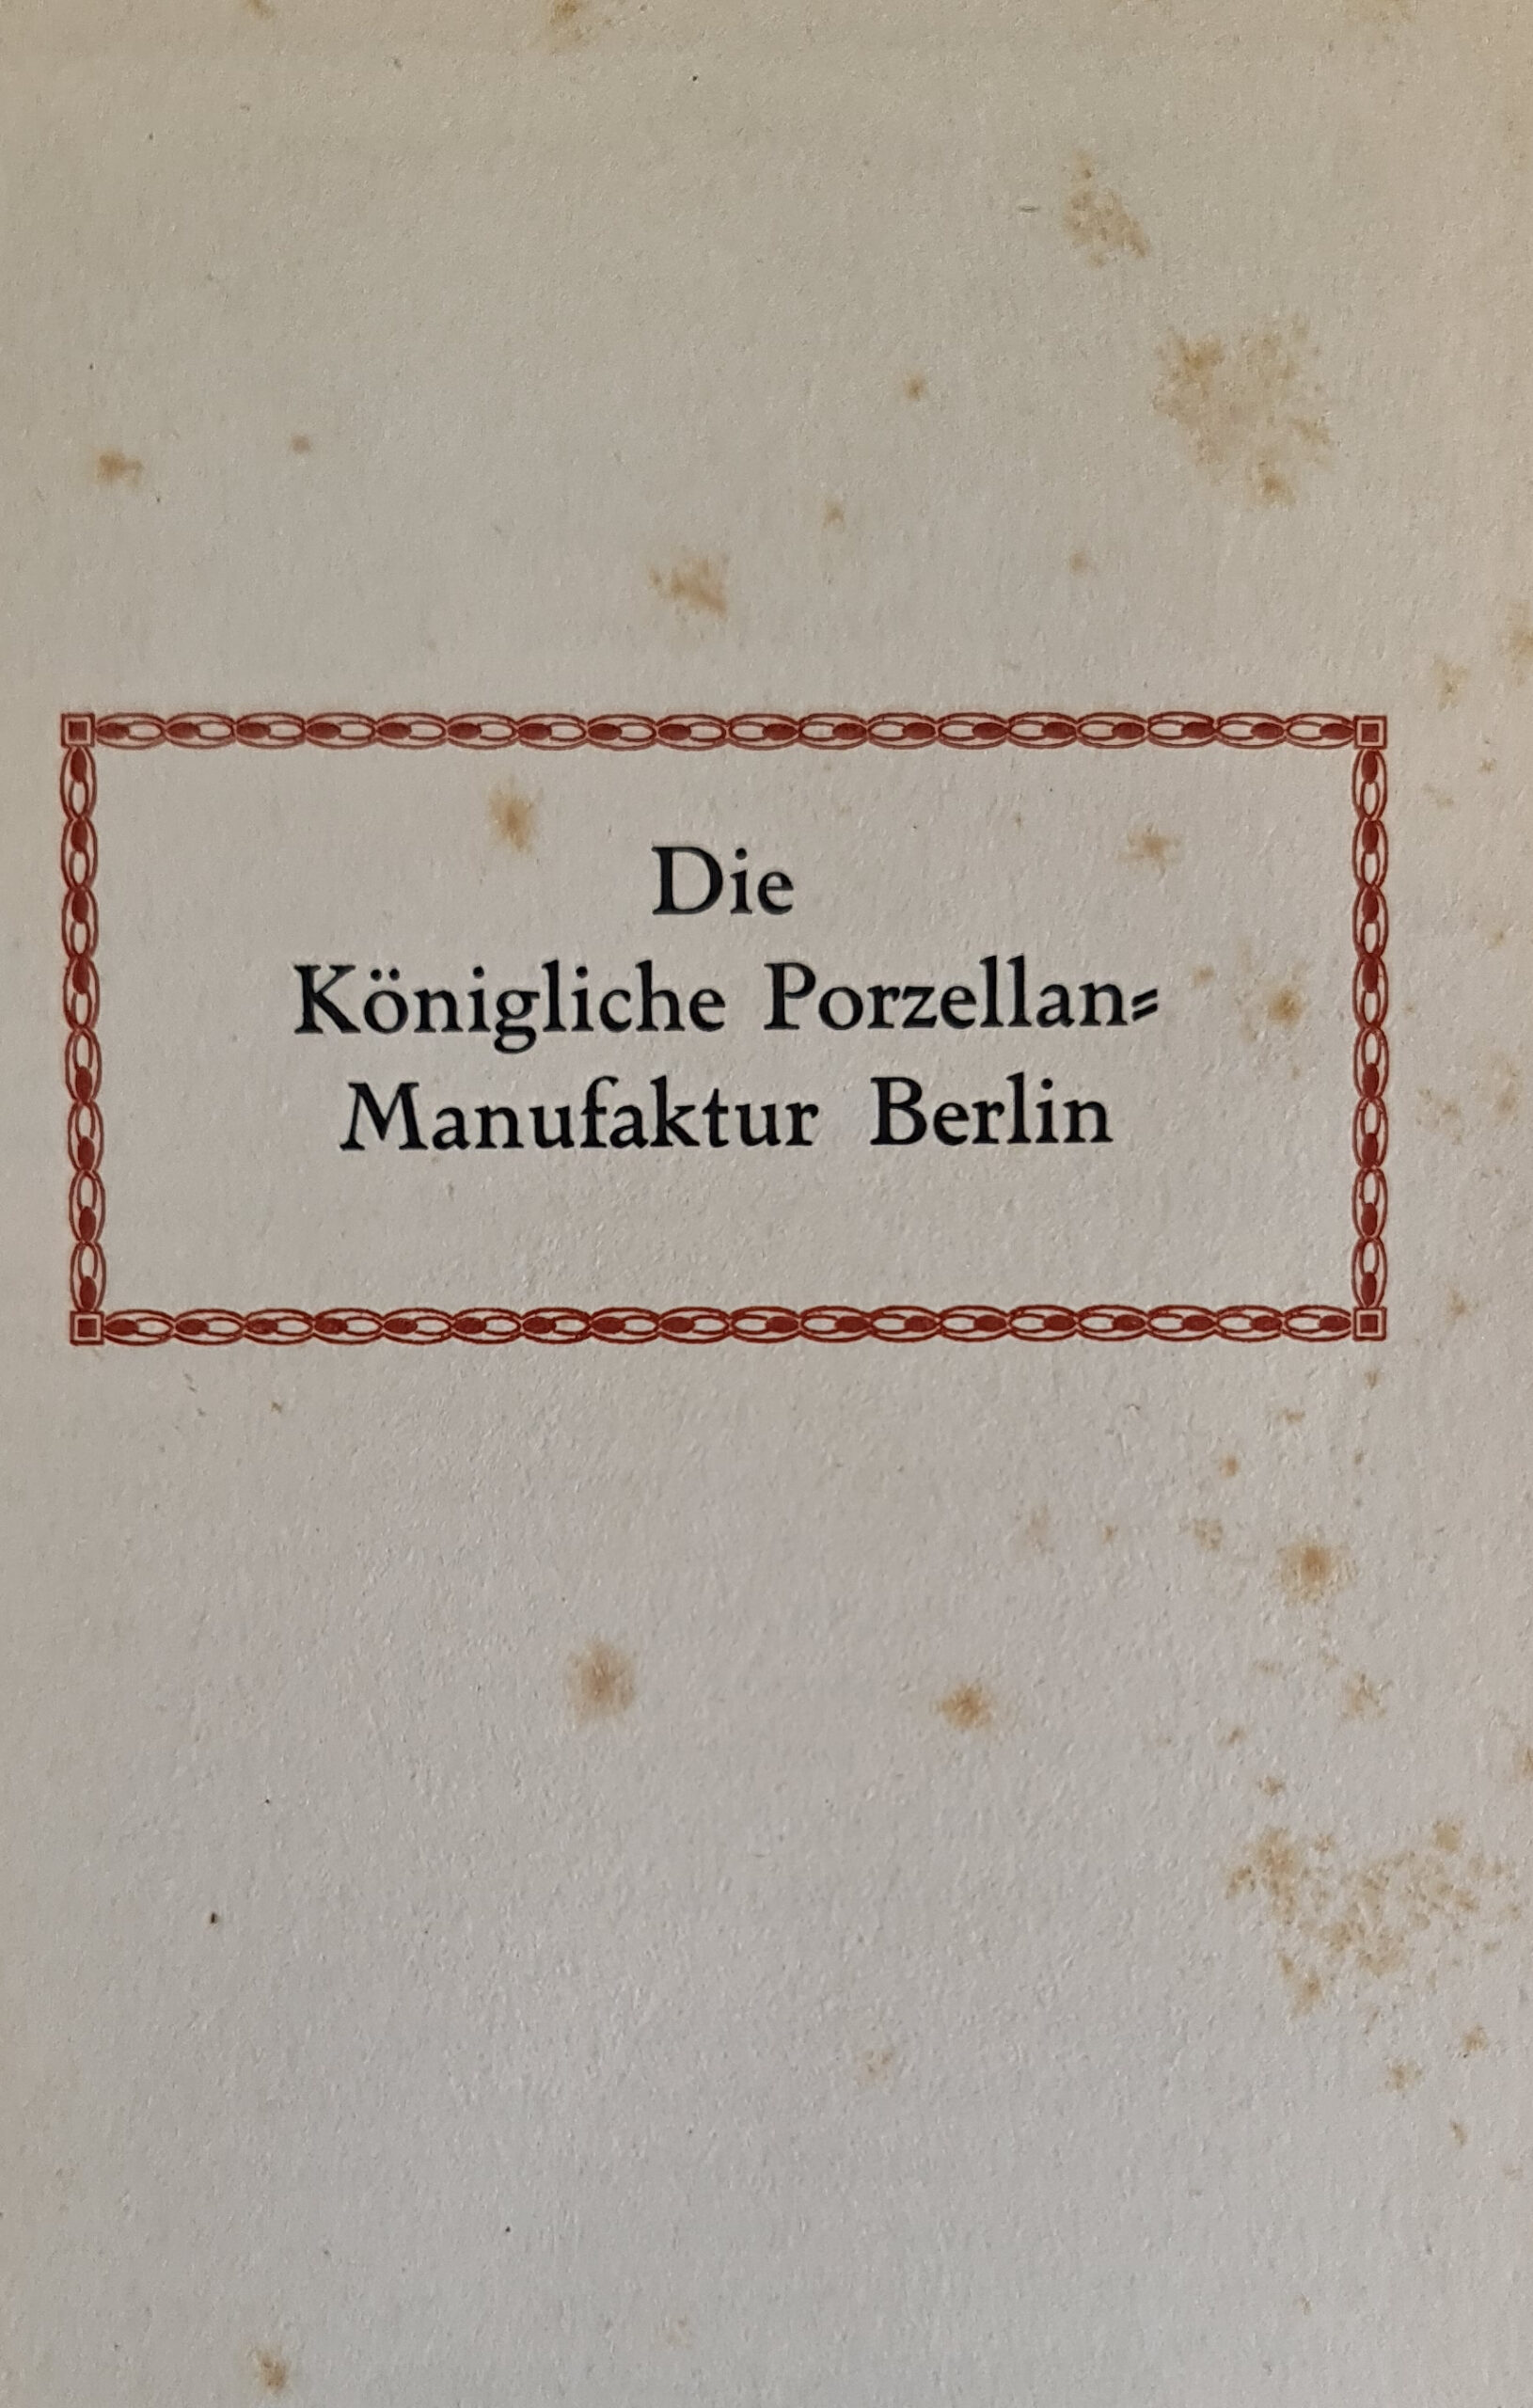 Die
Königliche Porzellan⸗
Manufaktur Berlin